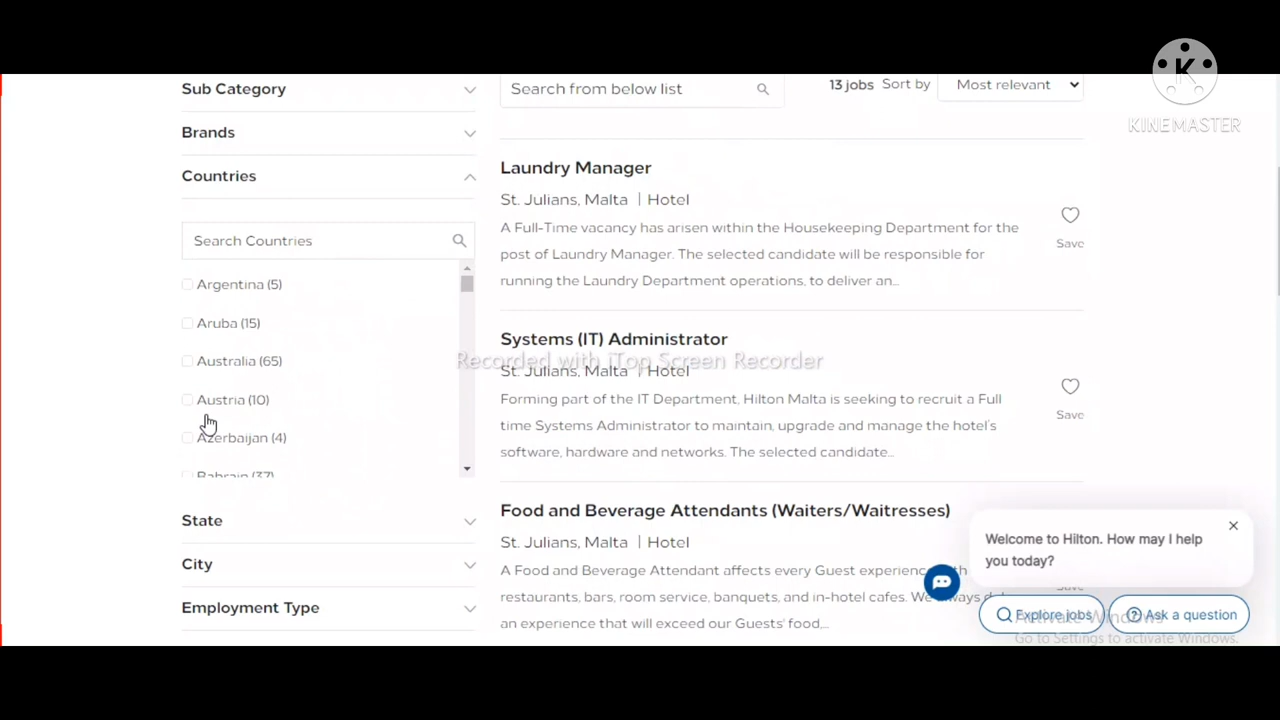 KINEMASTER
Sub Category
Brands
Countries
Search Countries
Argentina (5)
Aruba (15)
Australia (65)
Austria (10)
Azerbaijan (4)
Bahrain (37)
State
City
Employment Type
Search from below list
13 jobs Sort by Most relevant
Laundry Manager
St. Julians, Malta | Hotel
A Full-Time vacancy has arisen within the Housekeeping Department for the
post of Laundry Manager. The selected candidate will be responsible for
running the Laundry Department operations, to deliver an...
Save
Systems (IT) Administrator
Recorded with iTop Screen Recorder
St. Julians, Malta | Hotel
Forming part of the IT Department, Hilton Malta is seeking to recruit a Full
time Systems Administrator to maintain, upgrade and manage the hotel's
software, hardware and networks. The selected candidate...
Save
Food and Beverage Attendants (Waiters/Waitresses)
St. Julians, Malta | Hotel
A Food and Beverage Attendant affects every Guest experience with
restaurants, bars, room service, banquets, and in-hotel cafes. We always
an experience that will exceed our Guests' food,...
Save
Welcome to Hilton. How may I help
you today?
Explore jobs
Ask a question
Activate Windows
Go to Settings to activate Windows.